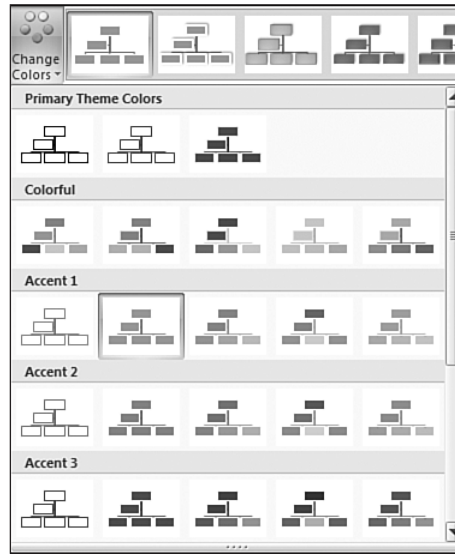 Change
Colors
Primary Theme Colors
Colorful
Accent 1
Accent 2
Accent 3